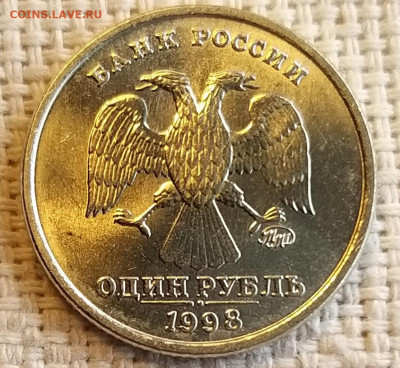 COINS.LAVE.RU
БАНК РОССИИ
ОДИН РУБЛЬ
1998